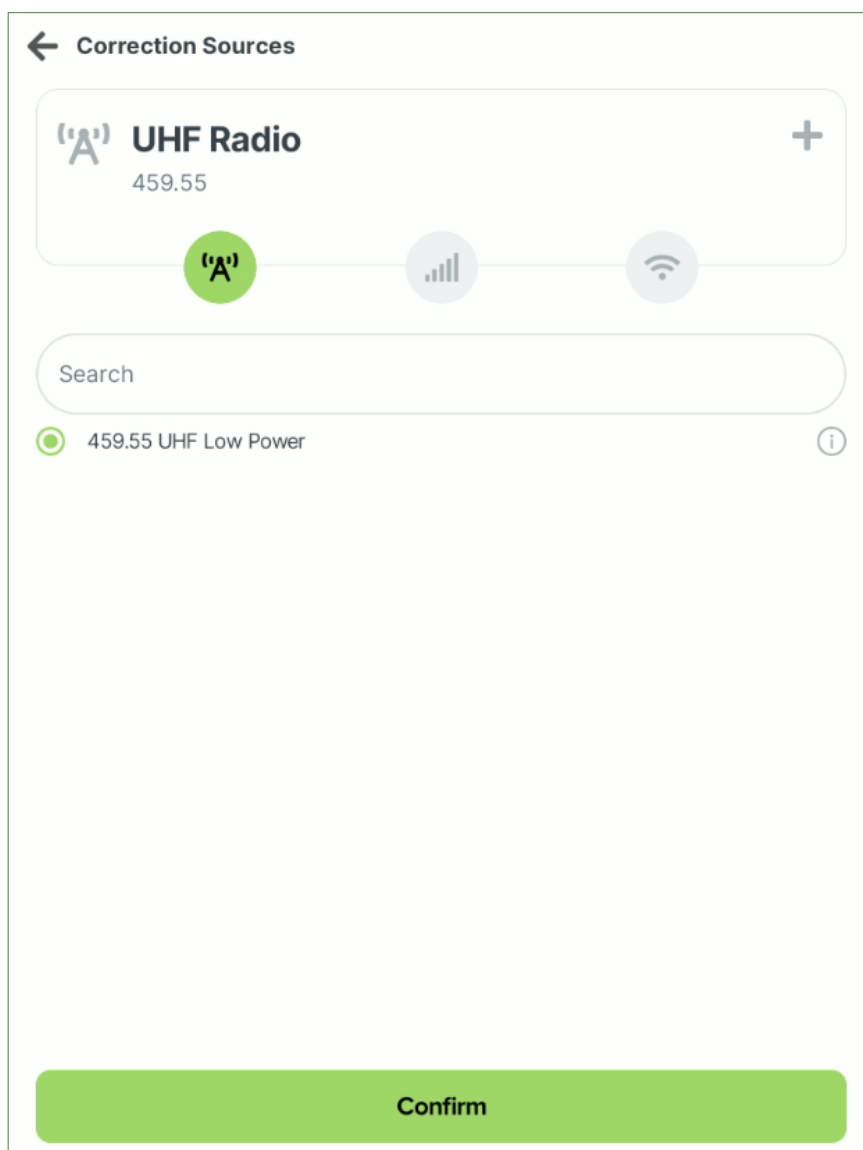 Correction Sources
UHF Radio
459.55
Search
459.55 UHF Low Power
Confirm